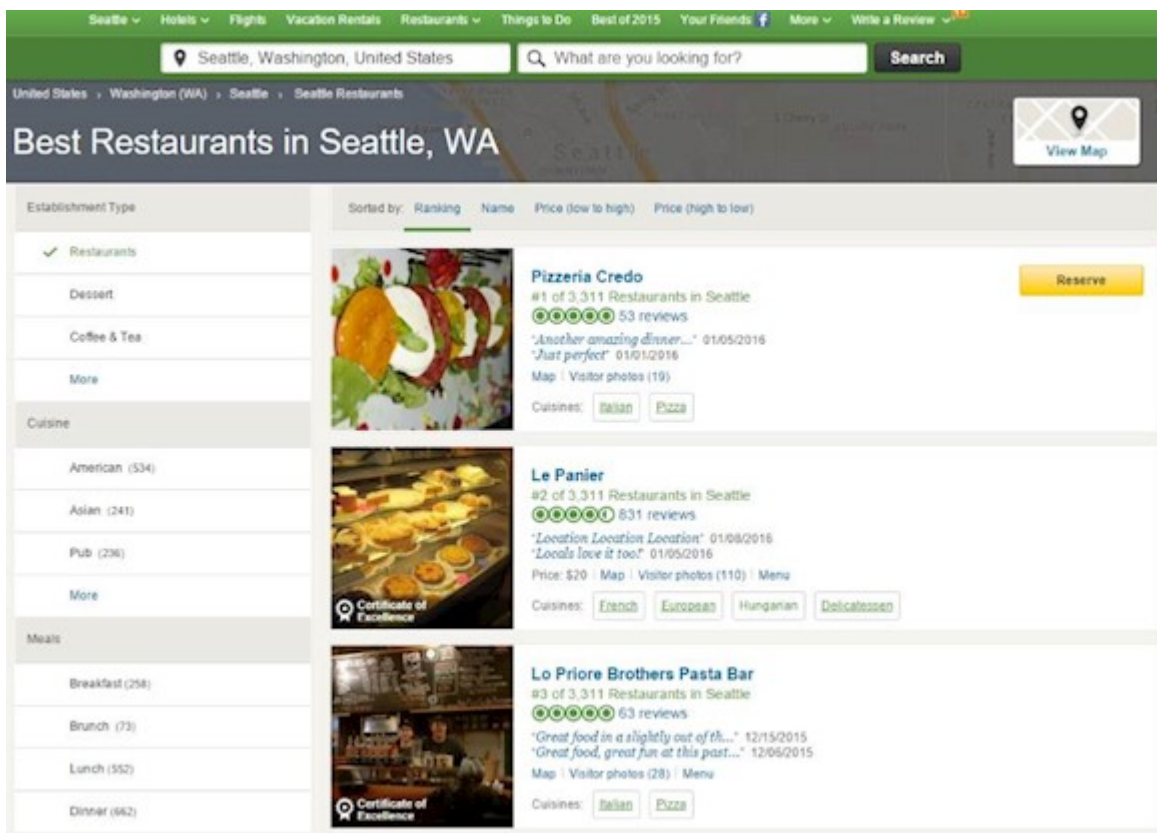 Seattle Hotels Flights Vacation Rentals Restaurants Things to Do Best of 2015 Your Friends f More Write a Review
Seattle, Washington, United States What are you looking for? Search
United States › Washington (WA) › Seattle › Seattle Restaurants
Best Restaurants in Seattle, WA
Seattle
View Map
Establishment Type
Restaurants
Dessert
Coffee & Tea
More
Cuisine
American (534)
Asian (241)
Pub (236)
More
Meals
Breakfast (258)
Brunch (73)
Lunch (552)
Dinner (662)
Sorted by: Ranking Name Price (low to high) Price (high to low)
Pizzeria Credo
Reserve
#1 of 3,311 Restaurants in Seattle
53 reviews
"Another amazing dinner..." 01/05/2016
"Just perfect" 01/01/2016
Map | Visitor photos (19)
Cuisines: Italian Pizza
Certificate of
Excellence
Le Panier
#2 of 3,311 Restaurants in Seattle
831 reviews
"Location Location Location" 01/08/2016
"Locals love it too!" 01/05/2016
Price: $20 | Map | Visitor photos (110) | Menu
Cuisines: French European Hungarian Delicatessen
Certificate of
Excellence
Lo Priore Brothers Pasta Bar
#3 of 3,311 Restaurants in Seattle
63 reviews
"Great food in a slightly out of th..." 12/15/2015
"Great food, great fun at this past..." 12/06/2015
Map | Visitor photos (28) | Menu
Cuisines: Italian Pizza